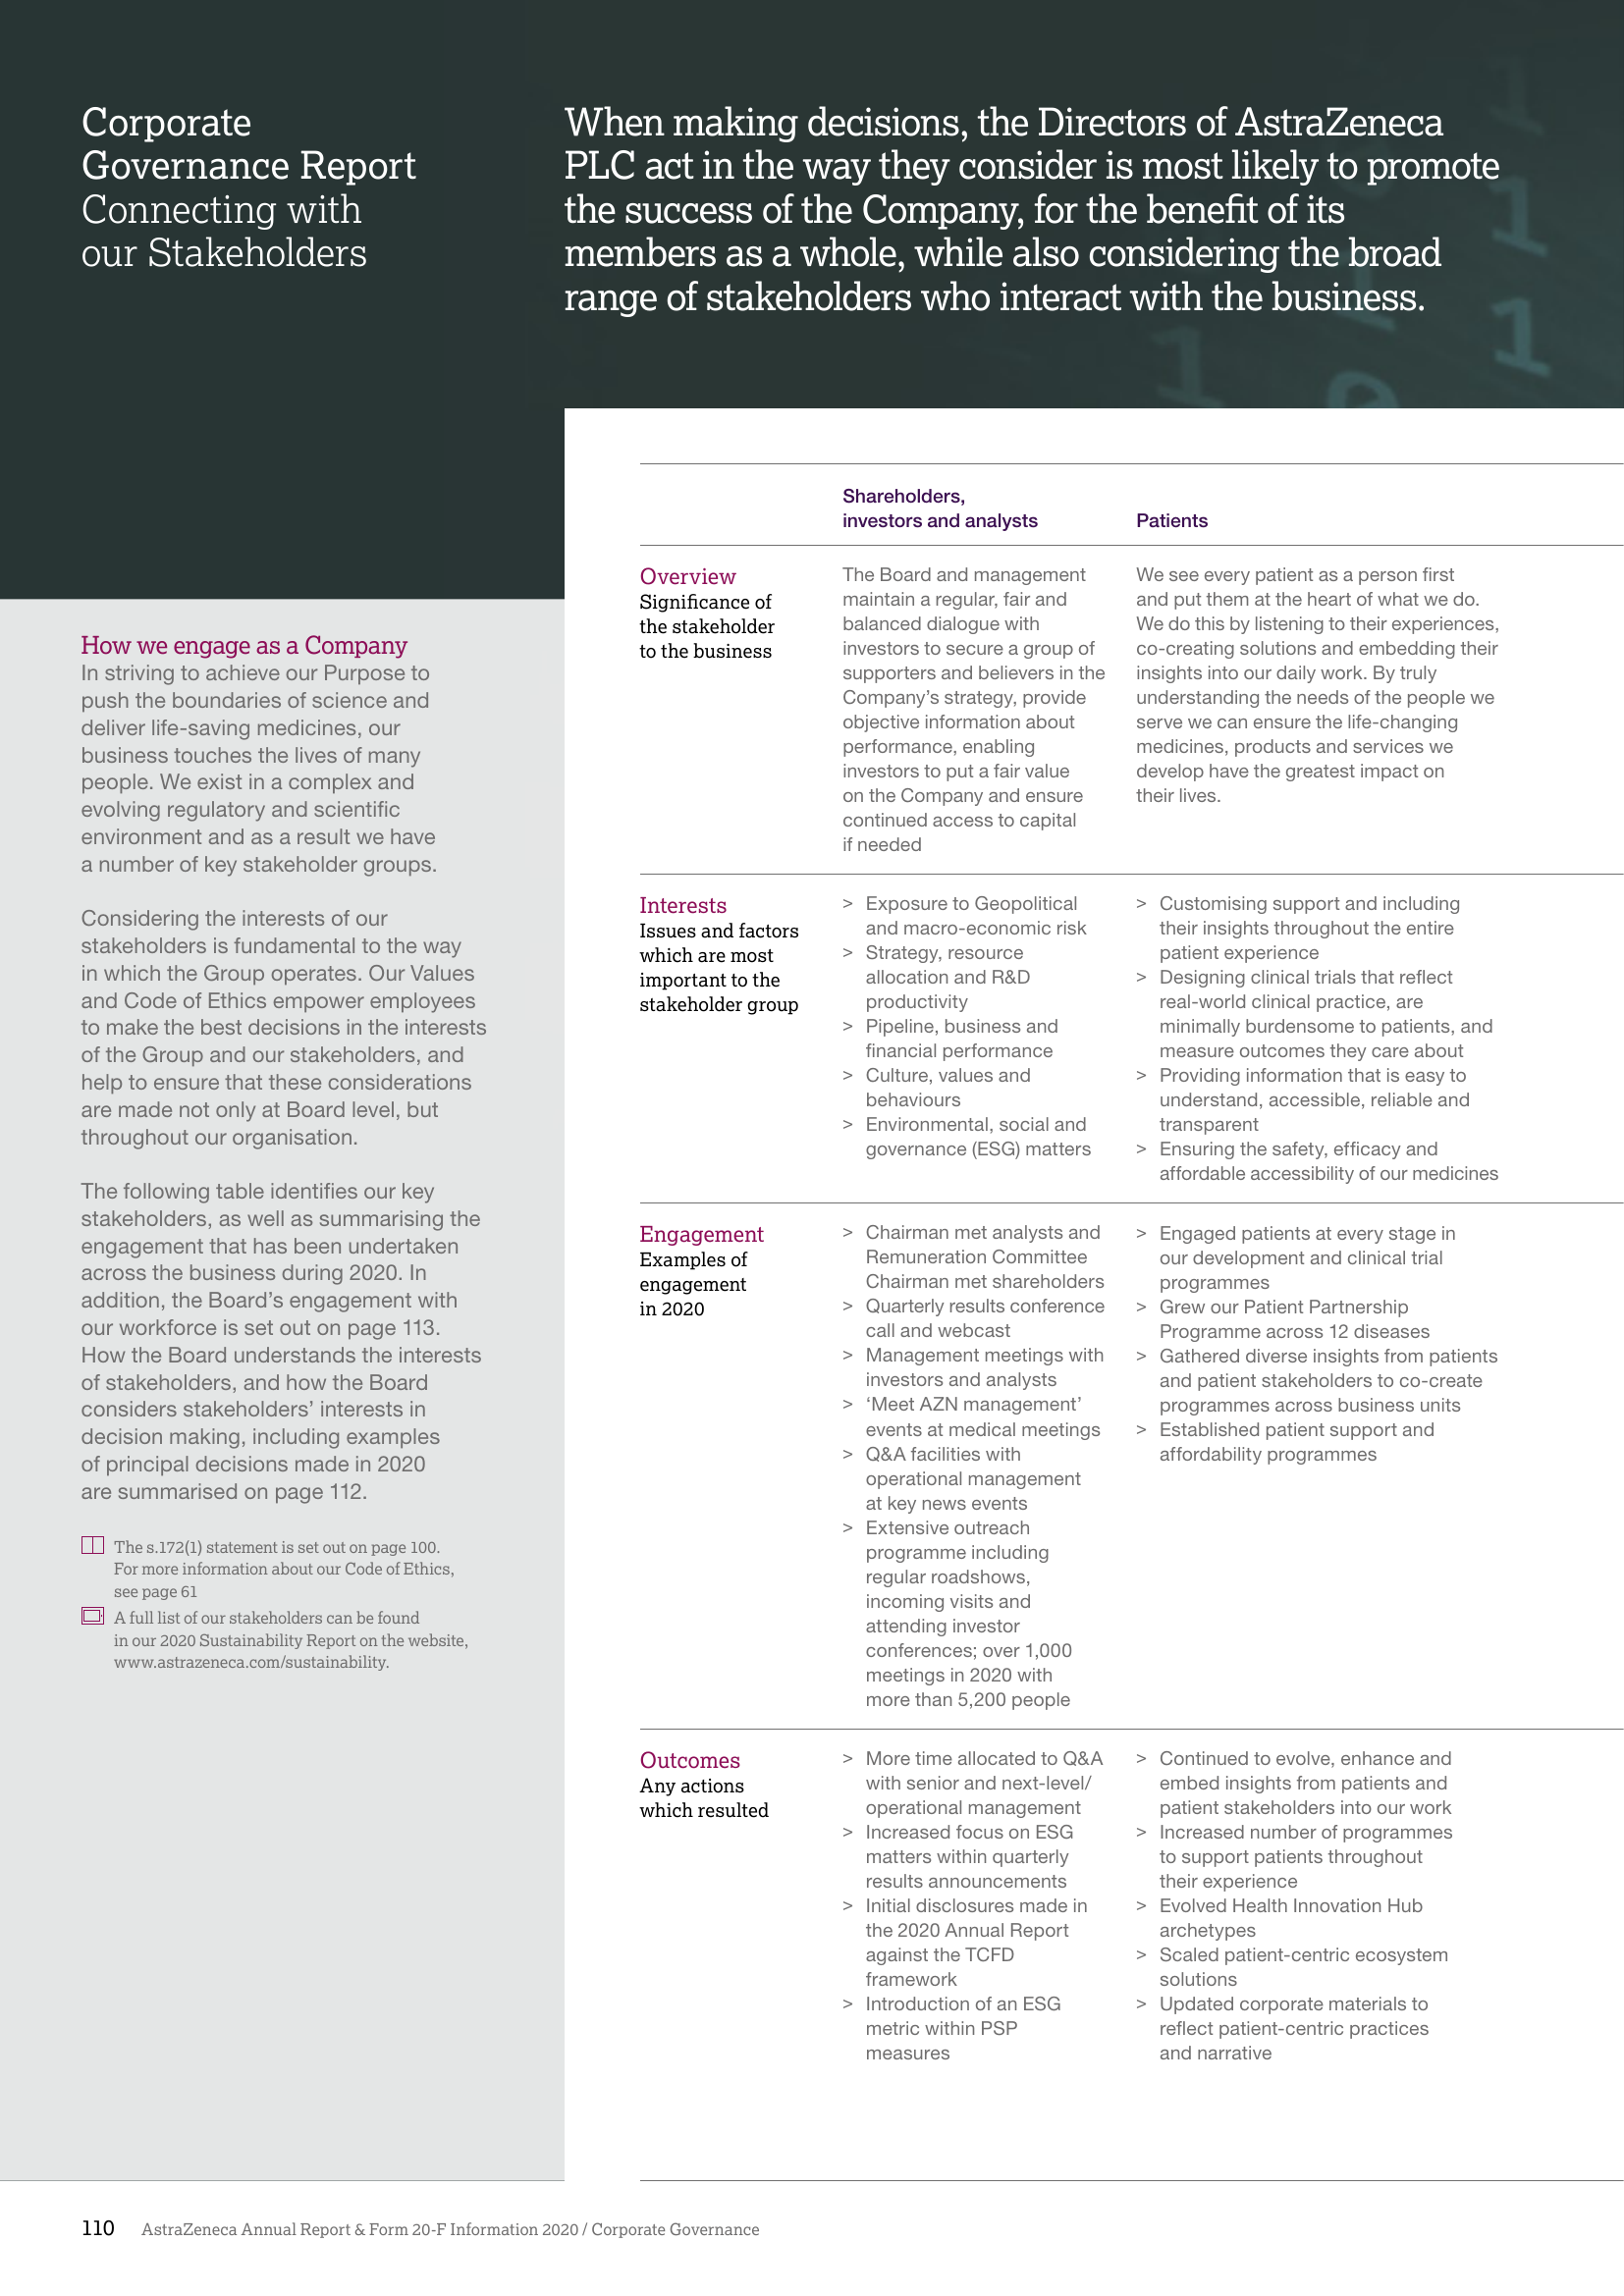 Corporate
Governance Report
Connecting with
our Stakeholders
When making decisions, the Directors of AstraZeneca
PLC act in the way they consider is most likely to promote
the success of the Company, for the benefit of its
members as a whole, while also considering the broad
range of stakeholders who interact with the business.
How we engage as a Company
In striving to achieve our Purpose to
push the boundaries of science and
deliver life-saving medicines, our
business touches the lives of many
people. We exist in a complex and
evolving regulatory and scientific
environment and as a result we have
a number of key stakeholder groups.
Considering the interests of our
stakeholders is fundamental to the way
in which the Group operates. Our Values
and Code of Ethics empower employees
to make the best decisions in the interests
of the Group and our stakeholders, and
help to ensure that these considerations
are made not only at Board level, but
throughout our organisation.
The following table identifies our key
stakeholders, as well as summarising the
engagement that has been undertaken
across the business during 2020. In
addition, the Board's engagement with
our workforce is set out on page 113.
How the Board understands the interests
of stakeholders, and how the Board
considers stakeholders' interests in
decision making, including examples
of principal decisions made in 2020
are summarised on page 112.
The s.172(1) statement is set out on page 100.
For more information about our Code of Ethics,
see page 61
A full list of our stakeholders can be found
in our 2020 Sustainability Report on the website,
www.astrazeneca.com/sustainability.
Shareholders,
investors and analysts
Patients
Overview
Significance of
the stakeholder
to the business
The Board and management
maintain a regular, fair and
balanced dialogue with
investors to secure a group of
supporters and believers in the
Company's strategy, provide
objective information about
performance, enabling
investors to put a fair value
on the Company and ensure
continued access to capital
if needed
We see every patient as a person first
and put them at the heart of what we do.
We do this by listening to their experiences,
co-creating solutions and embedding their
insights into our daily work. By truly
understanding the needs of the people we
serve we can ensure the life-changing
medicines, products and services we
develop have the greatest impact on
their lives.
Interests
Issues and factors
which are most
important to the
stakeholder group
> Exposure to Geopolitical
and macro-economic risk
> Strategy, resource
allocation and R&D
productivity
> Pipeline, business and
financial performance
> Culture, values and
behaviours
> Environmental, social and
governance (ESG) matters
> Customising support and including
their insights throughout the entire
patient experience
> Designing clinical trials that reflect
real-world clinical practice, are
minimally burdensome to patients, and
measure outcomes they care about
> Providing information that is easy to
understand, accessible, reliable and
transparent
> Ensuring the safety, efficacy and
affordable accessibility of our medicines
Engagement
Examples of
engagement
in 2020
> Chairman met analysts and
Remuneration Committee
Chairman met shareholders
> Quarterly results conference
call and webcast
> Management meetings with
investors and analysts
> 'Meet AZN management'
events at medical meetings
> Q&A facilities with
operational management
at key news events
> Extensive outreach
programme including
regular roadshows,
incoming visits and
attending investor
conferences; over 1,000
meetings in 2020 with
more than 5,200 people
> Engaged patients at every stage in
our development and clinical trial
programmes
> Grew our Patient Partnership
Programme across 12 diseases
> Gathered diverse insights from patients
and patient stakeholders to co-create
programmes across business units
> Established patient support and
affordability programmes
Outcomes
Any actions
which resulted
> More time allocated to Q&A
with senior and next-level/
operational management
> Increased focus on ESG
matters within quarterly
results announcements
> Initial disclosures made in
the 2020 Annual Report
against the TCFD
framework
> Introduction of an ESG
metric within PSP
measures
> Continued to evolve, enhance and
embed insights from patients and
patient stakeholders into our work
> Increased number of programmes
to support patients throughout
their experience
> Evolved Health Innovation Hub
archetypes
> Scaled patient-centric ecosystem
solutions
> Updated corporate materials to
reflect patient-centric practices
and narrative
110 AstraZeneca Annual Report & Form 20-F Information 2020 / Corporate Governance